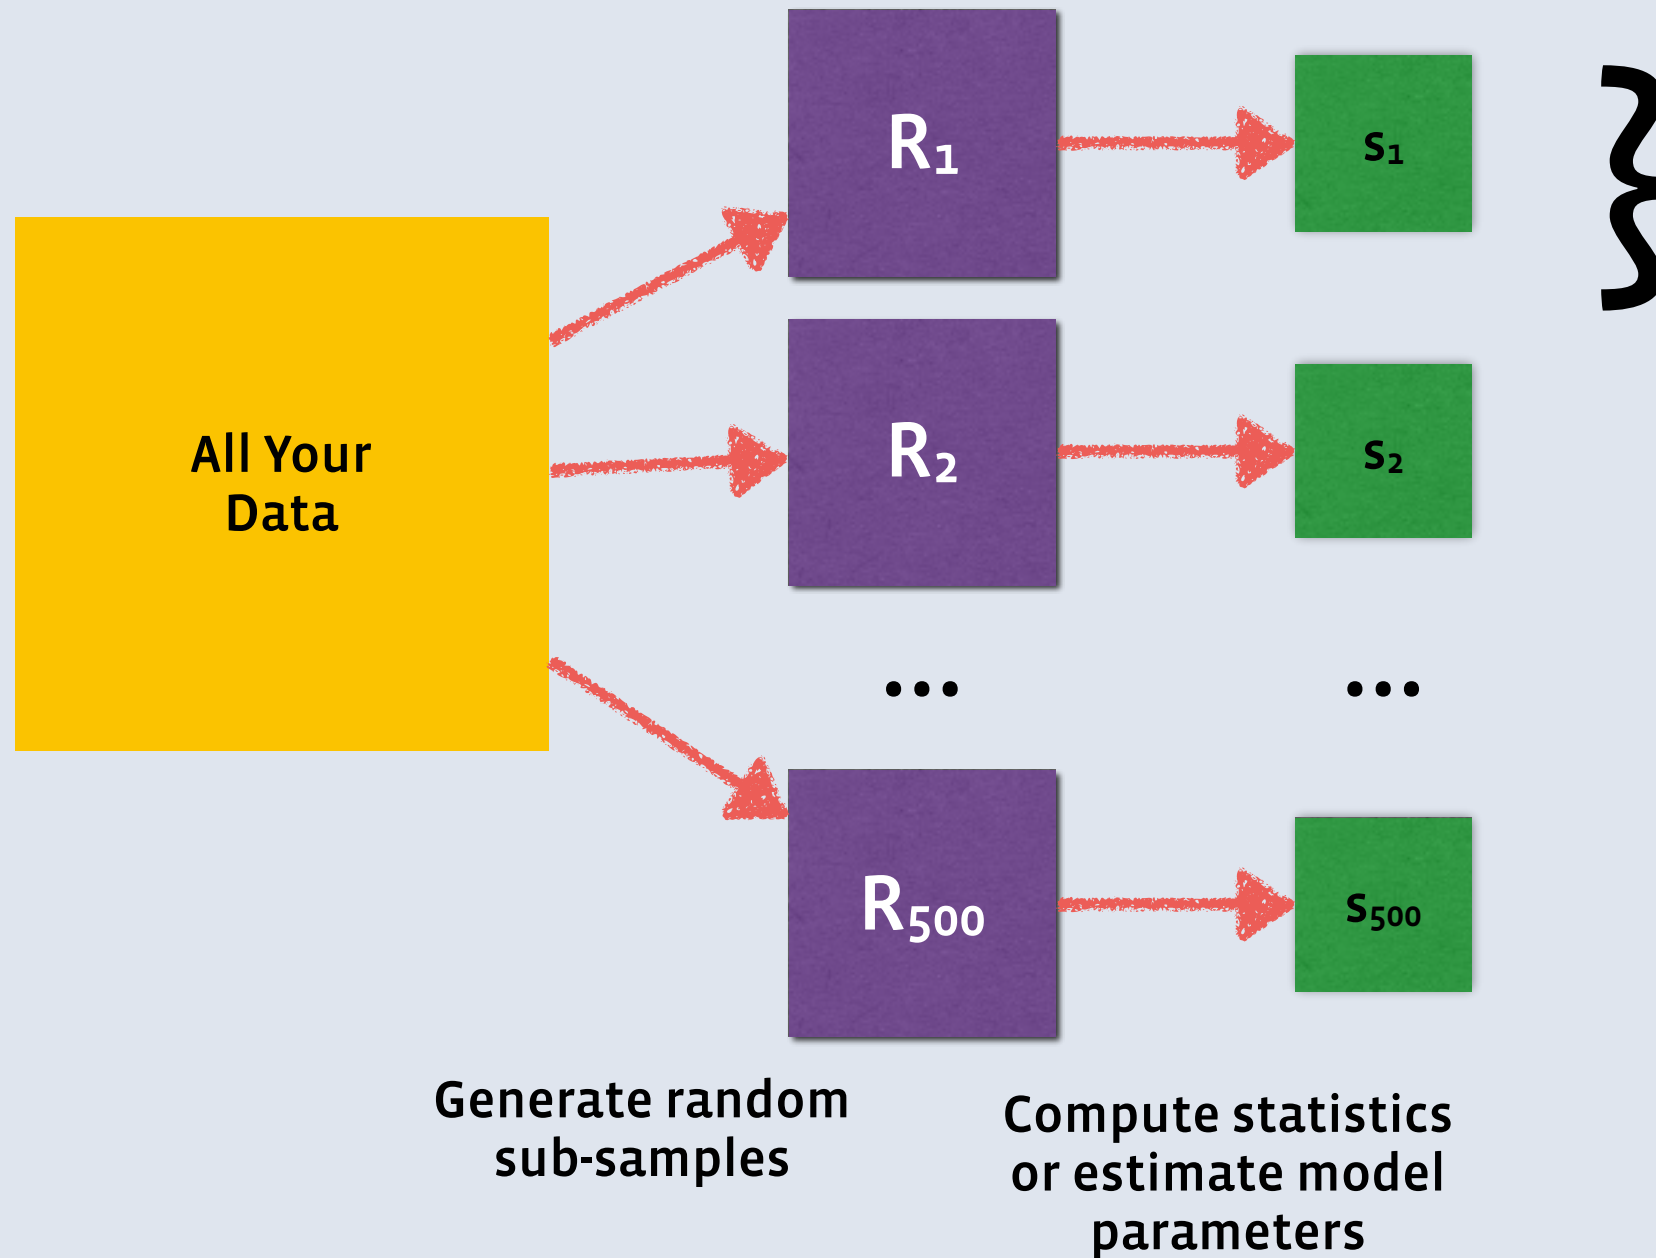 All Your
Data
R₁
s₁
R₂
s₂
...
...
R₅₀₀
s₅₀₀
Generate random
sub-samples
Compute statistics
or estimate model
parameters